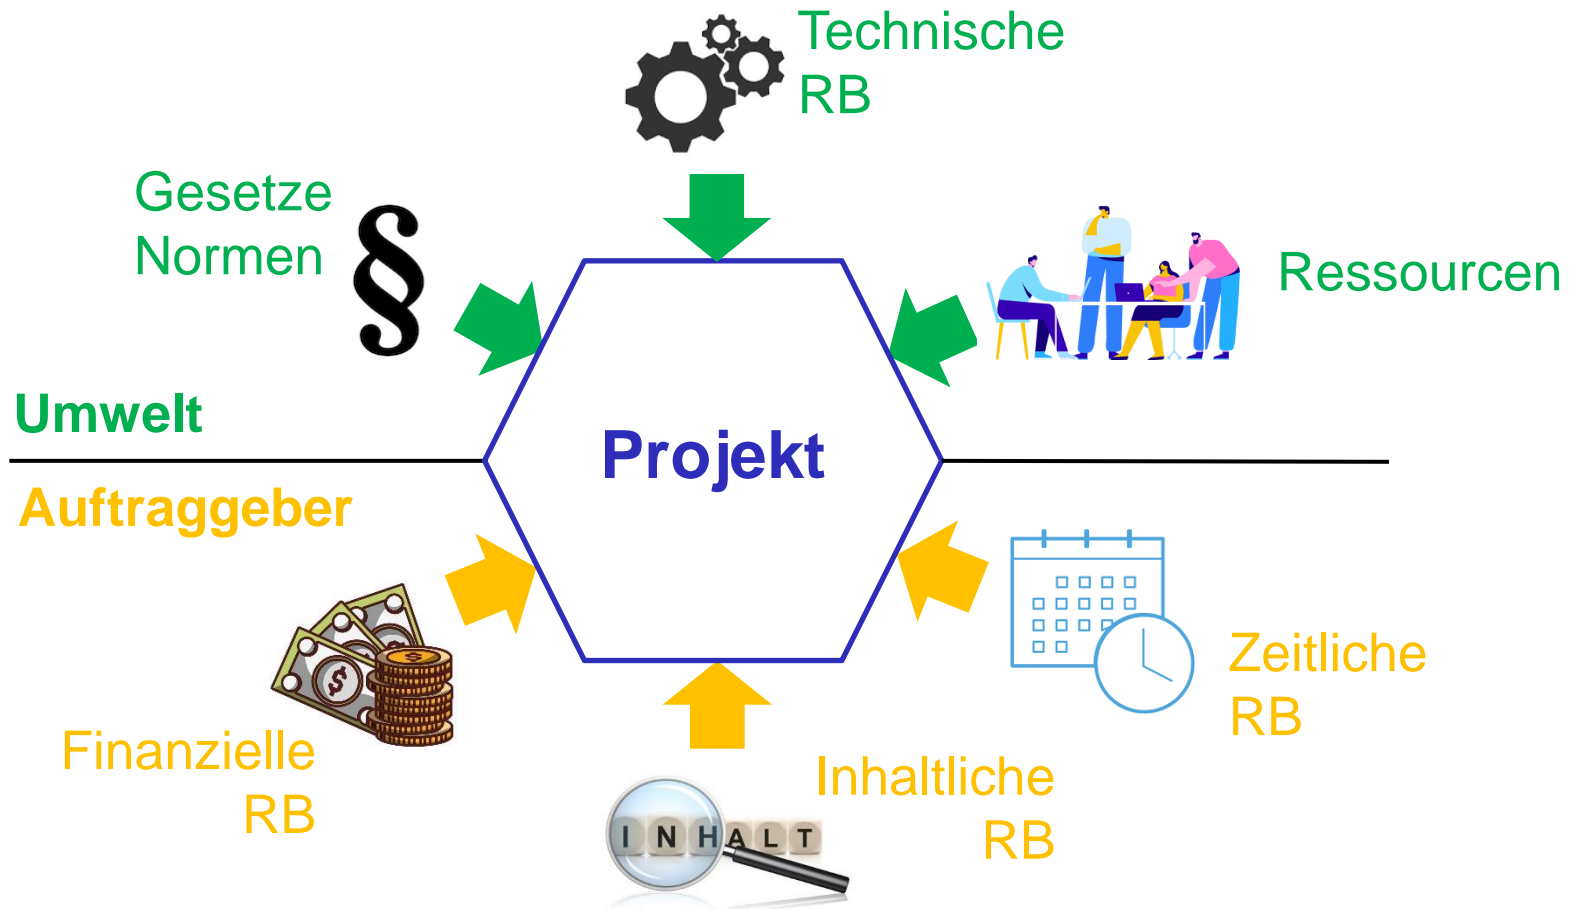 Technische
RB
Gesetze
Normen
§
Ressourcen
Umwelt
Projekt
Auftraggeber
Zeitliche
RB
Finanzielle
RB
$
$
Inhaltliche
RB
INHALT